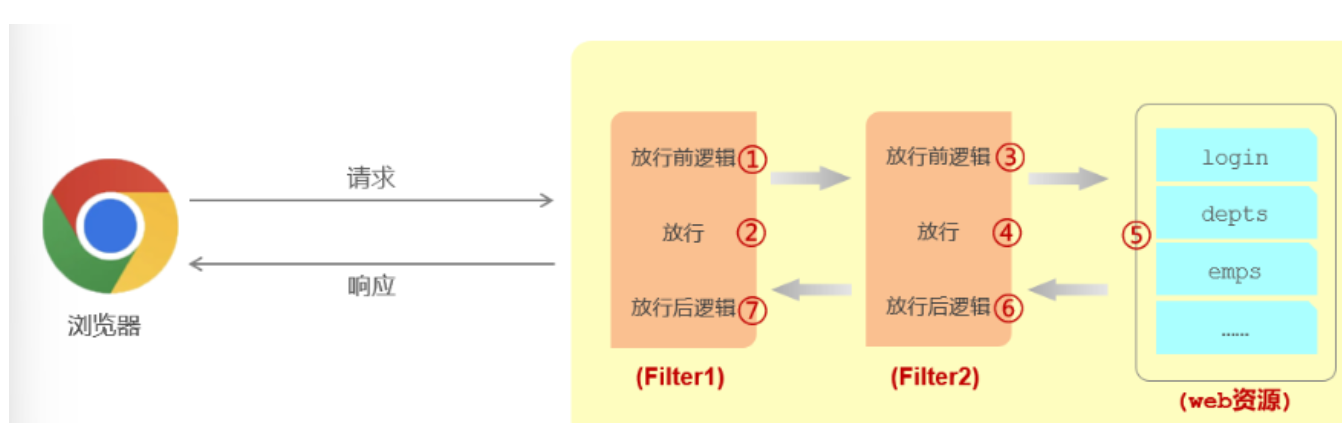 请求
响应
浏览器
放行前逻辑①
放行 ②
放行后逻辑⑦
(Filter1)
放行前逻辑③
放行 ④
放行后逻辑⑥
(Filter2)
⑤
login
depts
emps
……
(web资源)